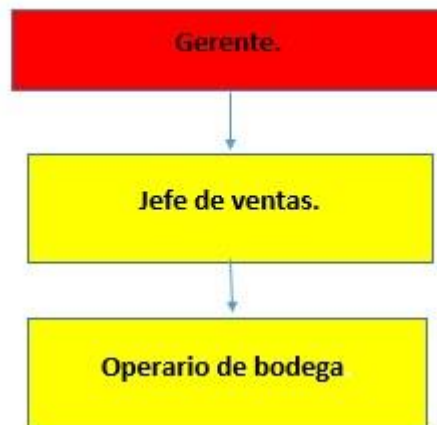 Gerente.
Jefe de ventas.
Operario de bodega